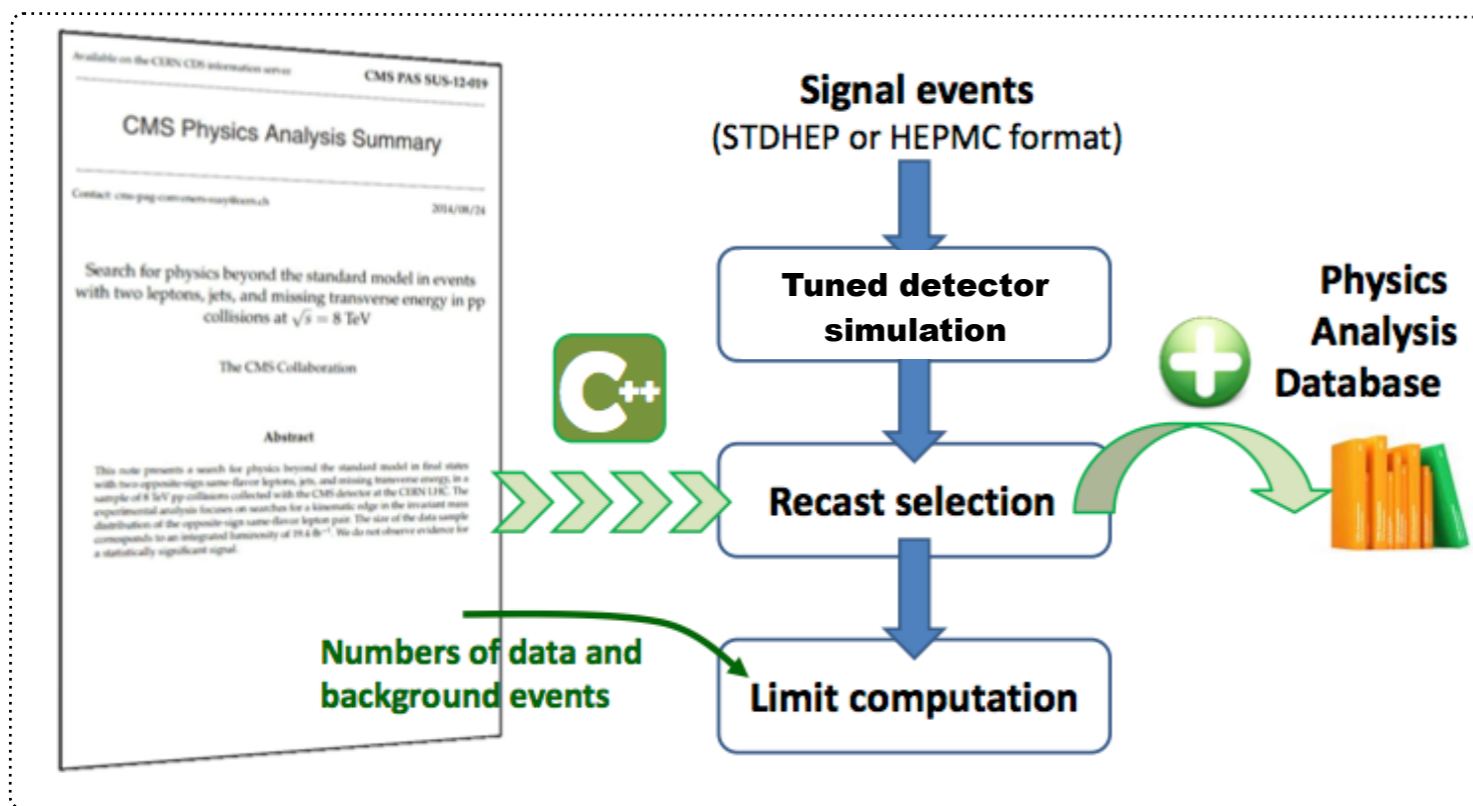 Available on the CERN CDS information server
CMS PAS SUS-12-019
CMS Physics Analysis Summary
Contact: cms-pag-conveners-susy@cern.ch
2014/08/24
Search for physics beyond the standard model in events
with two leptons, jets, and missing transverse energy in pp
collisions at √s = 8 TeV
The CMS Collaboration
Abstract
This note presents a search for physics beyond the standard model in final states
with two opposite-sign same-flavor leptons, jets, and missing transverse energy, in a
sample of 8 TeV pp collisions collected with the CMS detector at the CERN LHC. The
experimental analysis focuses on searches for a kinematic edge in the invariant mass
distribution of the opposite-sign same-flavor lepton pair. The size of the data sample
corresponds to an integrated luminosity of 19.4 fb⁻¹. We do not observe evidence for
a statistically significant signal.
Numbers of data and
background events
C++
Signal events
(STDHEP or HEPMC format)
Tuned detector
simulation
Recast selection
Limit computation
Physics
Analysis
Database